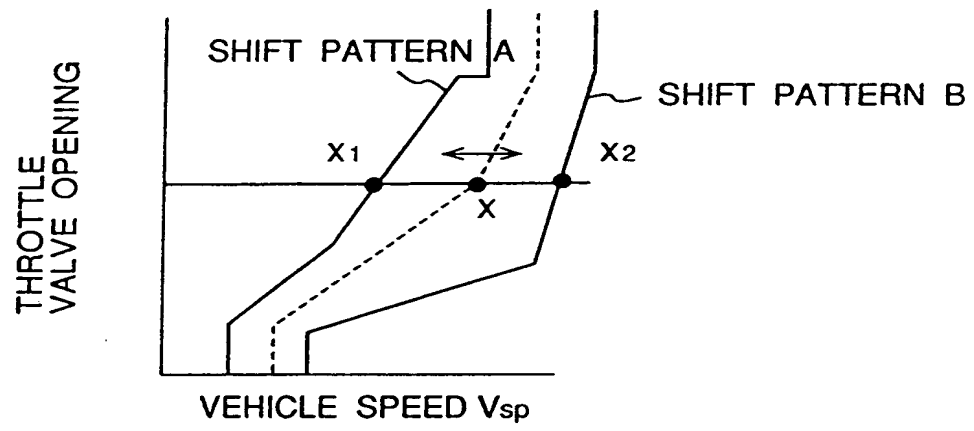 SHIFT PATTERN A
SHIFT PATTERN B
X1
X2
X
THROTTLE
VALVE OPENING
VEHICLE SPEED Vsp